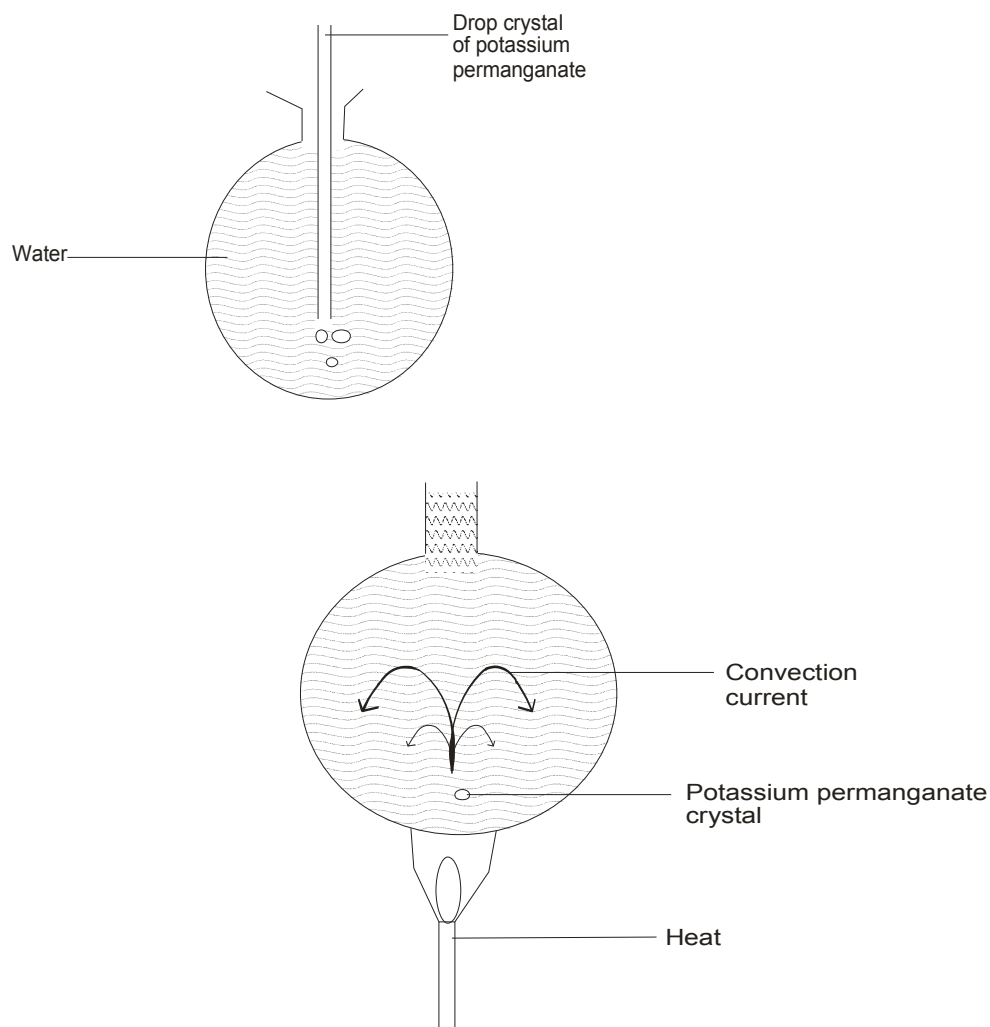 Drop crystal
of potassium
permanganate
Water
Convection
current
Potassium permanganate
crystal
Heat